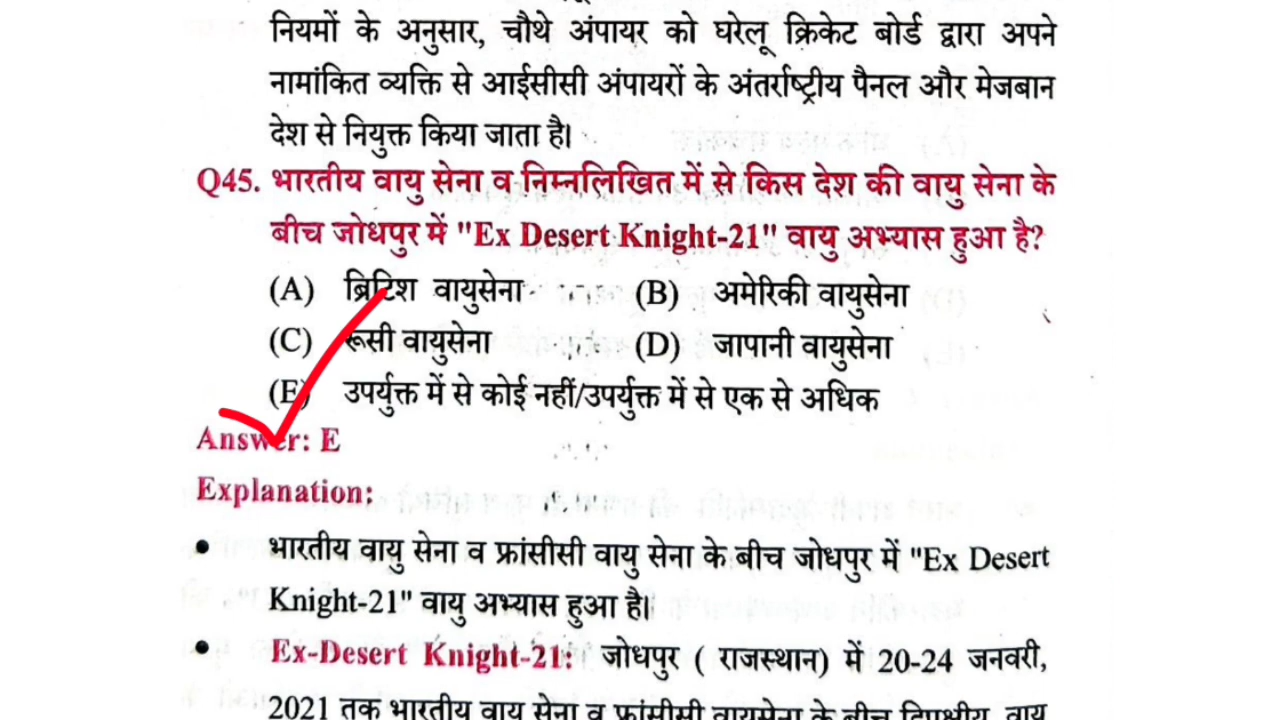 नियमों के अनुसार, चौथे अंपायर को घरेलू क्रिकेट बोर्ड द्वारा अपने
नामांकित व्यक्ति से आईसीसी अंपायरों के अंतर्राष्ट्रीय पैनल और मेजबान
देश से नियुक्त किया जाता है।
Q45. भारतीय वायु सेना व निम्नलिखित में से किस देश की वायु सेना के
बीच जोधपुर में "Ex Desert Knight-21" वायु अभ्यास हुआ है?
(A) ब्रिटिश वायुसेना (B) अमेरिकी वायुसेना
(C) रूसी वायुसेना (D) जापानी वायुसेना
(E) उपर्युक्त में से कोई नहीं/उपर्युक्त में से एक से अधिक
Answer: E
Explanation:
• भारतीय वायु सेना व फ्रांसीसी वायु सेना के बीच जोधपुर में "Ex Desert
Knight-21" वायु अभ्यास हुआ है।
• Ex-Desert Knight-21: जोधपुर ( राजस्थान) में 20-24 जनवरी,
2021 तक भारतीय वायु सेना व फ्रांसीसी वायुसेना के बीच द्विपक्षीय वायु